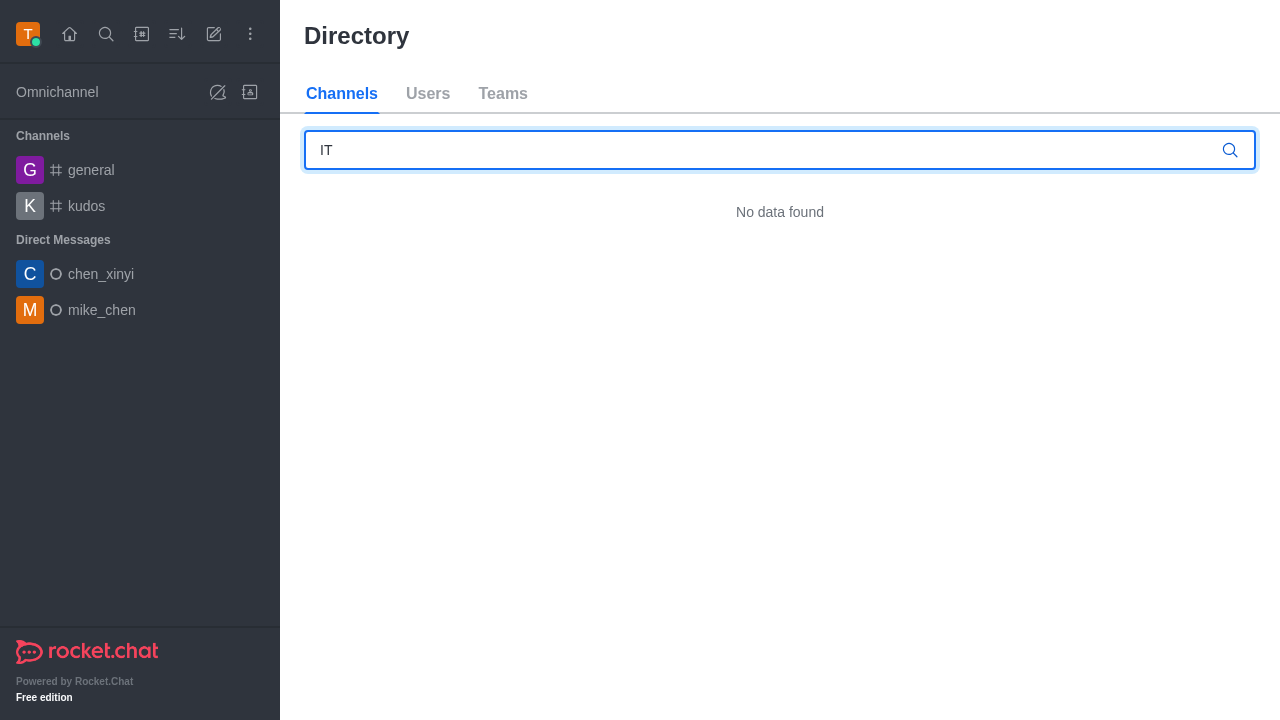 T
Directory
Omnichannel
Channels Users Teams
IT
No data found
Channels
G general
K kudos
Direct Messages
C chen_xinyi
M mike_chen
rocket.chat
Powered by Rocket.Chat
Free edition